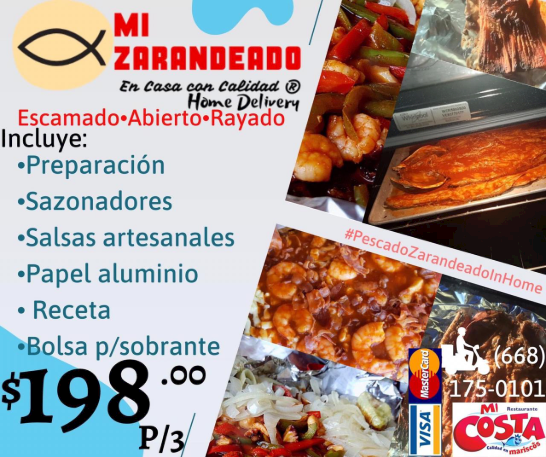 MI
ZARANDEADO
En Casa con Calidad ®
Home Delivery
Escamado•Abierto•Rayado
Incluye:
•Preparación
•Sazonadores
•Salsas artesanales
•Papel aluminio
• Receta
•Bolsa p/sobrante
$198.00
P/3
#PescadoZarandeadoInHome
(668)
175-0101
MasterCard
VISA
Restaurante
MI
COSTA
Calidad en mariscos